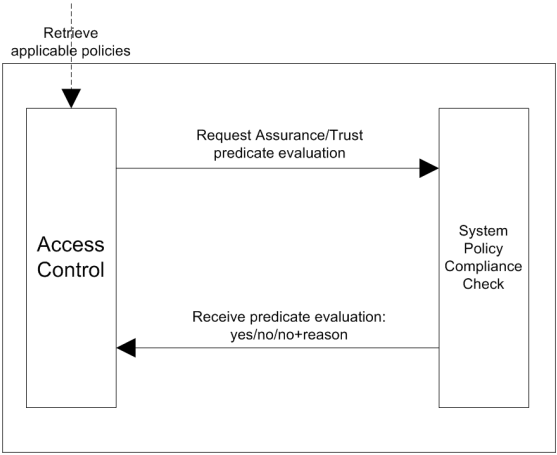 Retrieve
applicable policies
Request Assurance/Trust
predicate evaluation
Access
Control
System
Policy
Compliance
Check
Receive predicate evaluation:
yes/no/no+reason